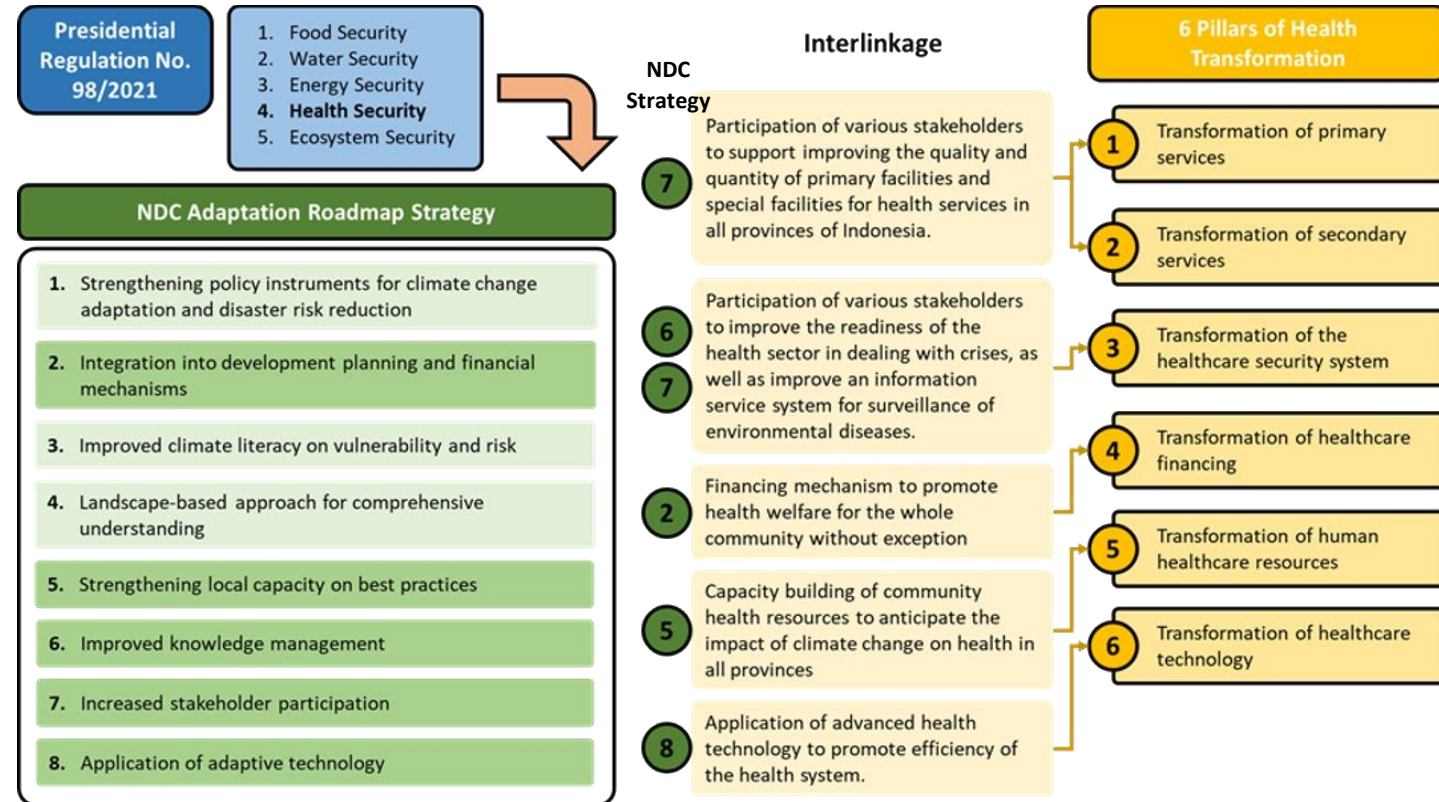 Presidential
Regulation No.
98/2021
1. Food Security
2. Water Security
3. Energy Security
4. Health Security
5. Ecosystem Security
NDC Adaptation Roadmap Strategy
1. Strengthening policy instruments for climate change
adaptation and disaster risk reduction
2. Integration into development planning and financial
mechanisms
3. Improved climate literacy on vulnerability and risk
4. Landscape-based approach for comprehensive
understanding
5. Strengthening local capacity on best practices
6. Improved knowledge management
7. Increased stakeholder participation
8. Application of adaptive technology
Interlinkage
NDC
Strategy
7
Participation of various stakeholders
to support improving the quality and
quantity of primary facilities and
special facilities for health services in
all provinces of Indonesia.
6
7
Participation of various stakeholders
to improve the readiness of the
health sector in dealing with crises, as
well as improve an information
service system for surveillance of
environmental diseases.
2
Financing mechanism to promote
health welfare for the whole
community without exception
5
Capacity building of community
health resources to anticipate the
impact of climate change on health in
all provinces
8
Application of advanced health
technology to promote efficiency of
the health system.
6 Pillars of Health
Transformation
1
Transformation of primary
services
2
Transformation of secondary
services
3
Transformation of the
healthcare security system
4
Transformation of healthcare
financing
5
Transformation of human
healthcare resources
6
Transformation of healthcare
technology